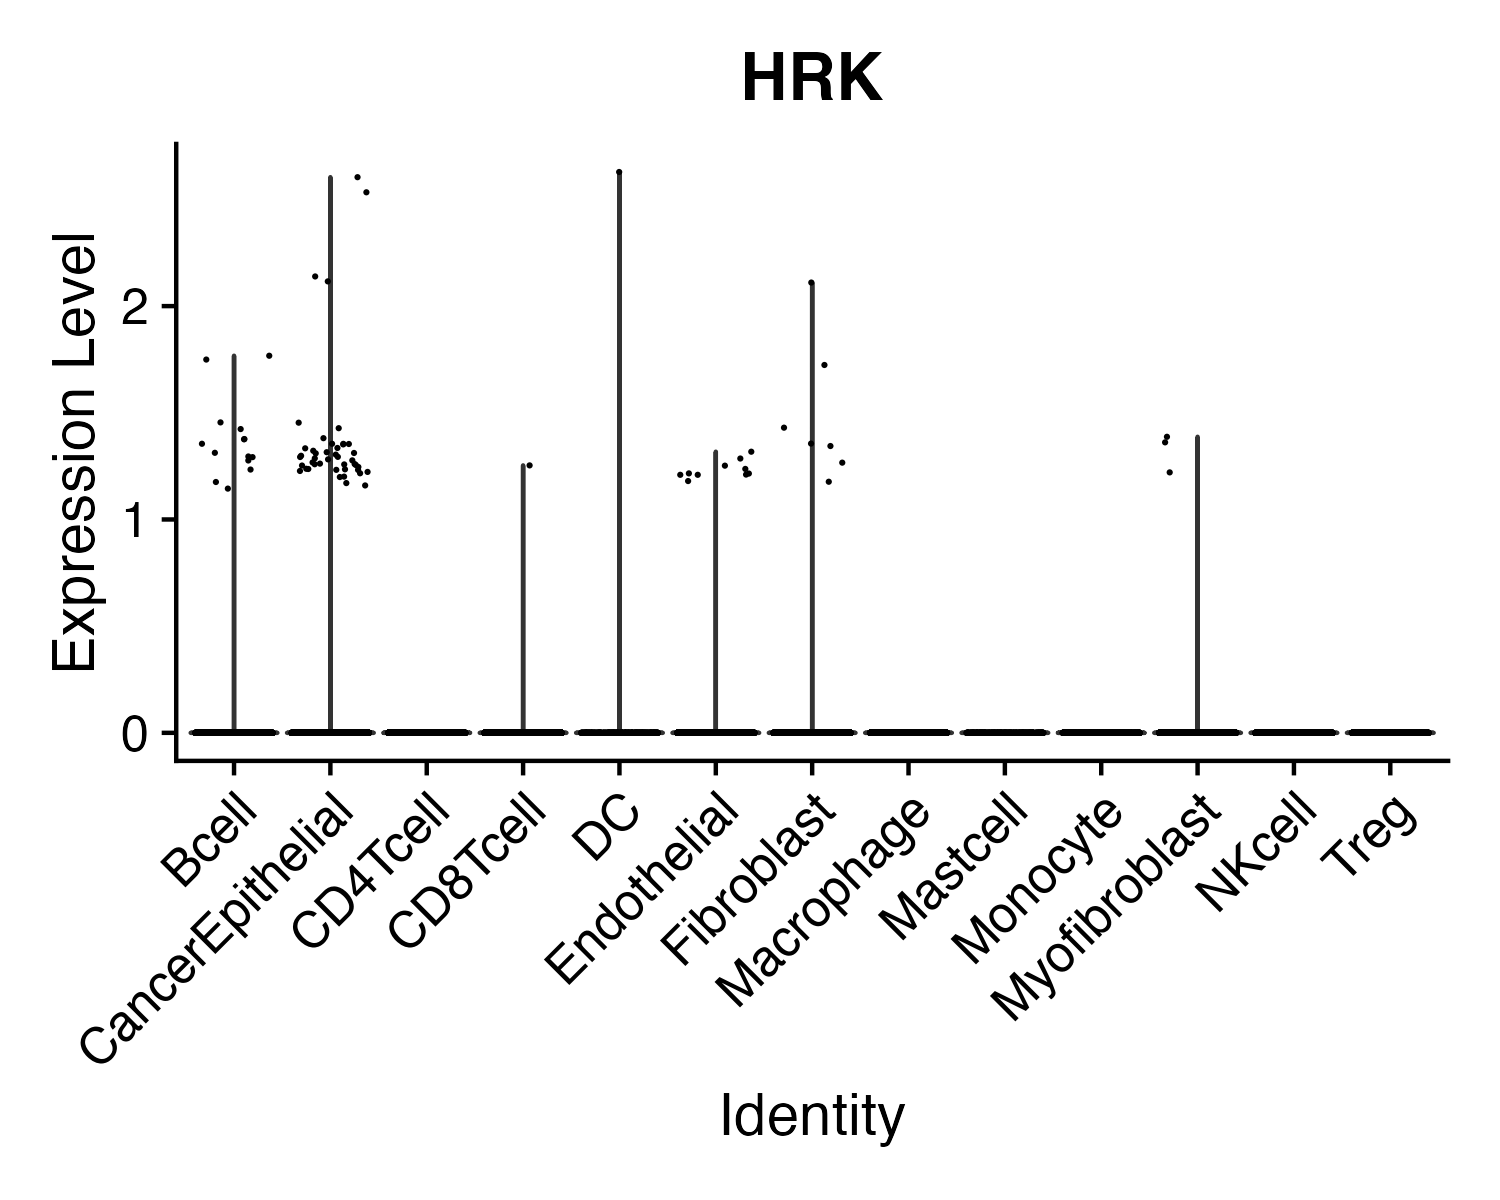 HRK
Expression Level
2
1
0
Bcell
CancerEpithelial
CD4Tcell
CD8Tcell
DC
Endothelial
Fibroblast
Macrophage
Mastcell
Monocyte
Myofibroblast
NKcell
Treg
Identity